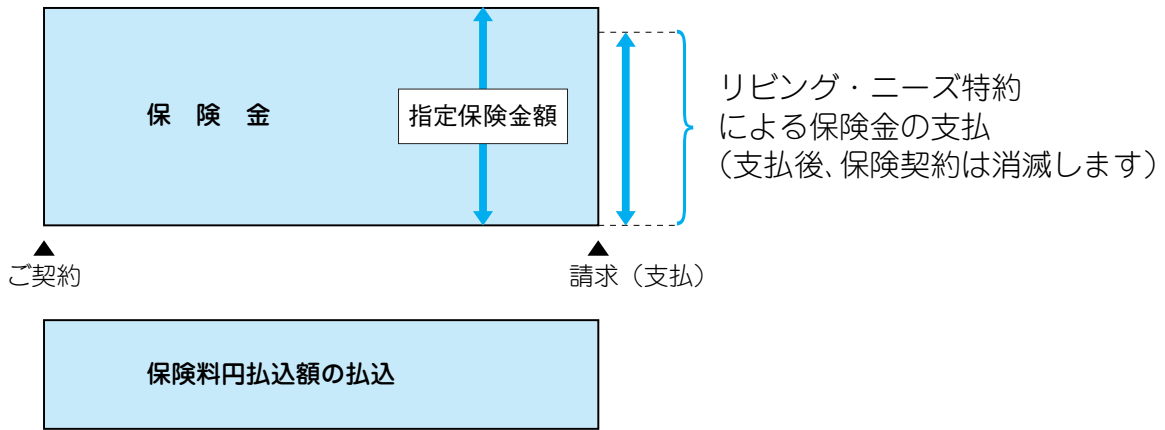 保 険 金
指定保険金額
リビング・ニーズ特約
による保険金の支払
(支払後、保険契約は消滅します)
ご契約
請求(支払)
保険料円払込額の払込